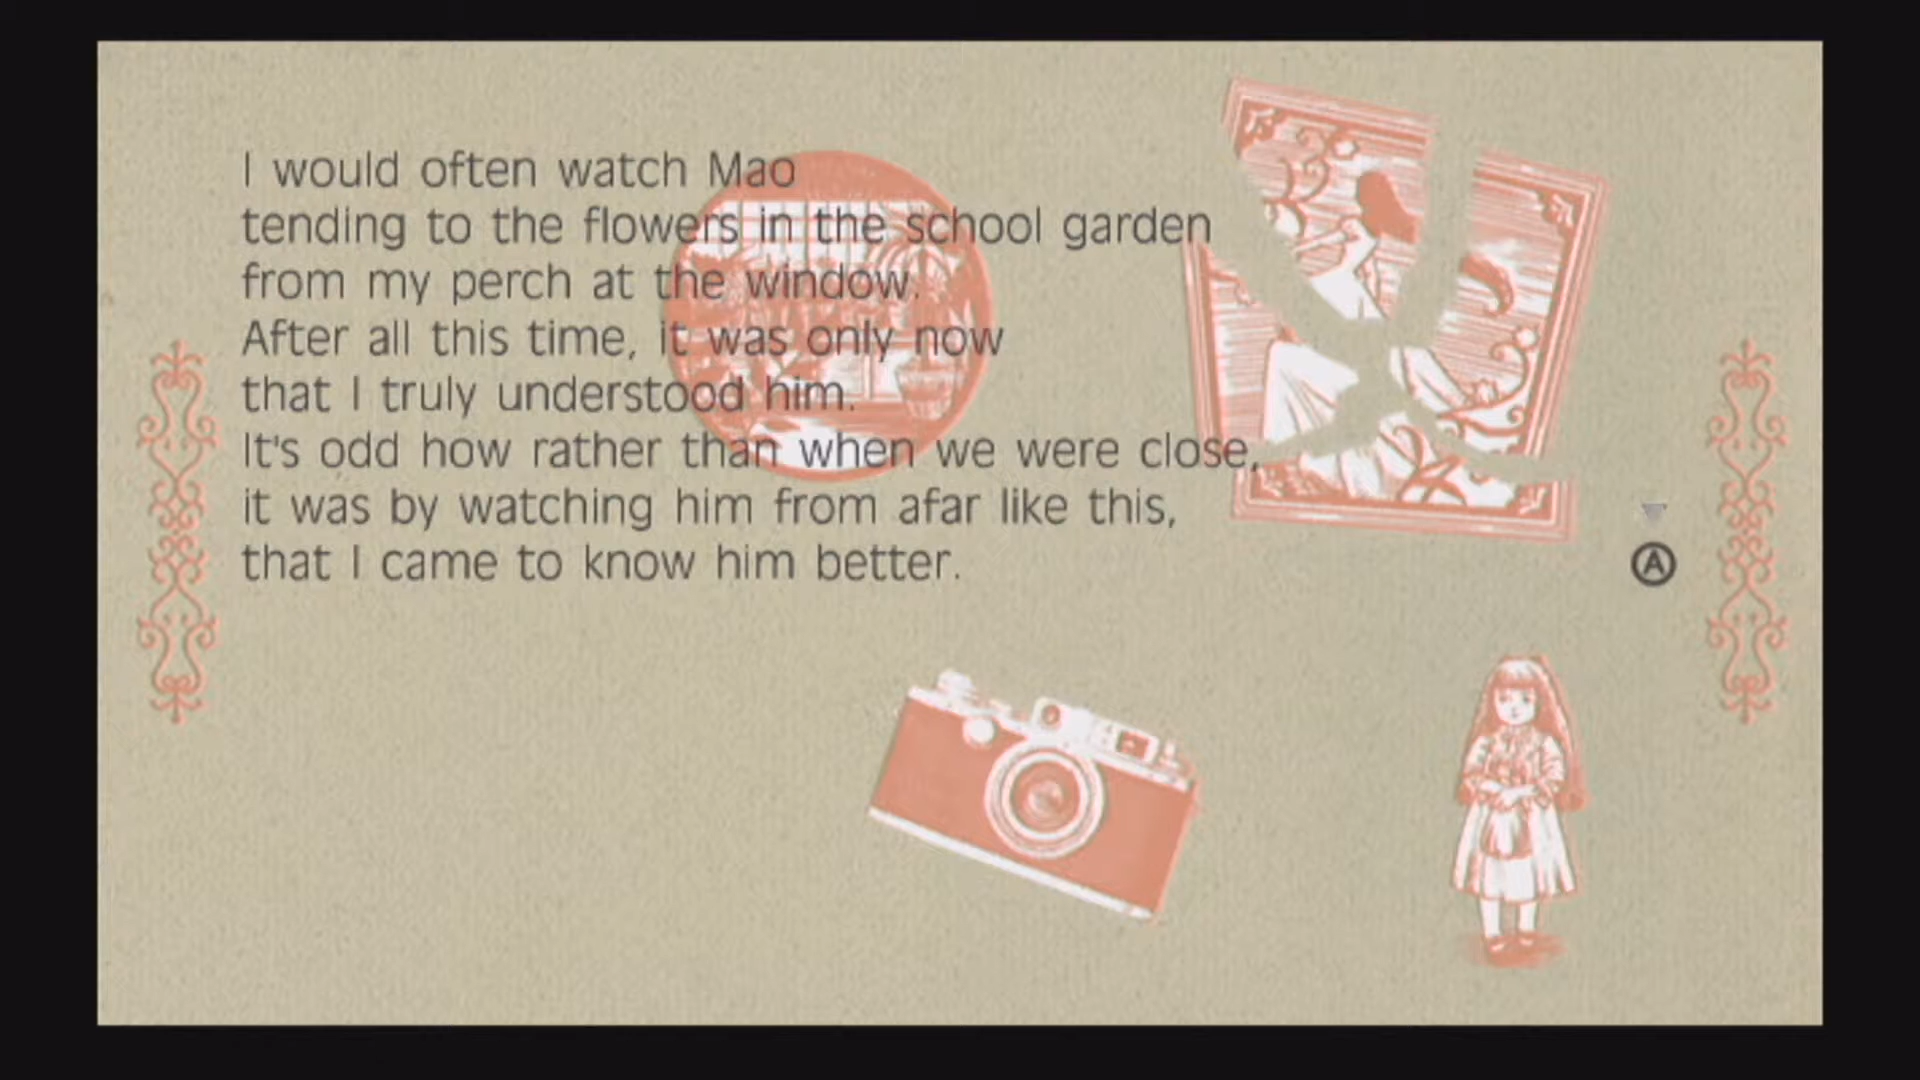 I would often watch Mao
tending to the flowers in the school garden
from my perch at the window.
After all this time, it was only now
that I truly understood him.
It's odd how rather than when we were close,
it was by watching him from afar like this,
that I came to know him better.
A